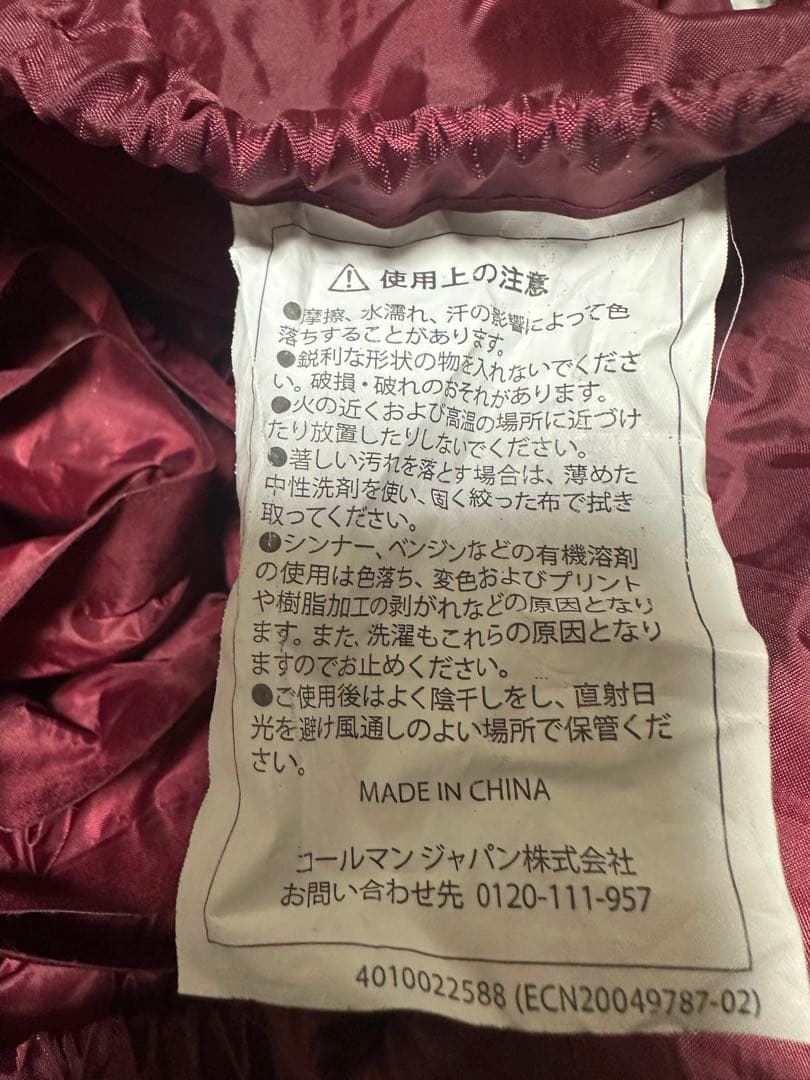 ⚠ 使用上の注意
●摩擦、水濡れ、汗の影響によって色
落ちすることがあります。
●鋭利な形状の物を入れないでくださ
い。破損・破れのおそれがあります。
●火の近くおよび高温の場所に近づけ
たり放置したりしないでください。
●著しい汚れを落とす場合は、薄めた
中性洗剤を使い、固く絞った布で拭き
取ってください。
●シンナー、ベンジンなどの有機溶剤
の使用は色落ち、変色およびプリント
や樹脂加工の剥がれなどの原因となり
ます。また、洗濯もこれらの原因となり
ますのでお止めください。
●ご使用後はよく陰干しをし、直射日
光を避け風通しのよい場所で保管くだ
さい。
MADE IN CHINA
コールマン ジャパン株式会社
お問い合わせ先 0120-111-957
4010022588 (ECN20049787-02)